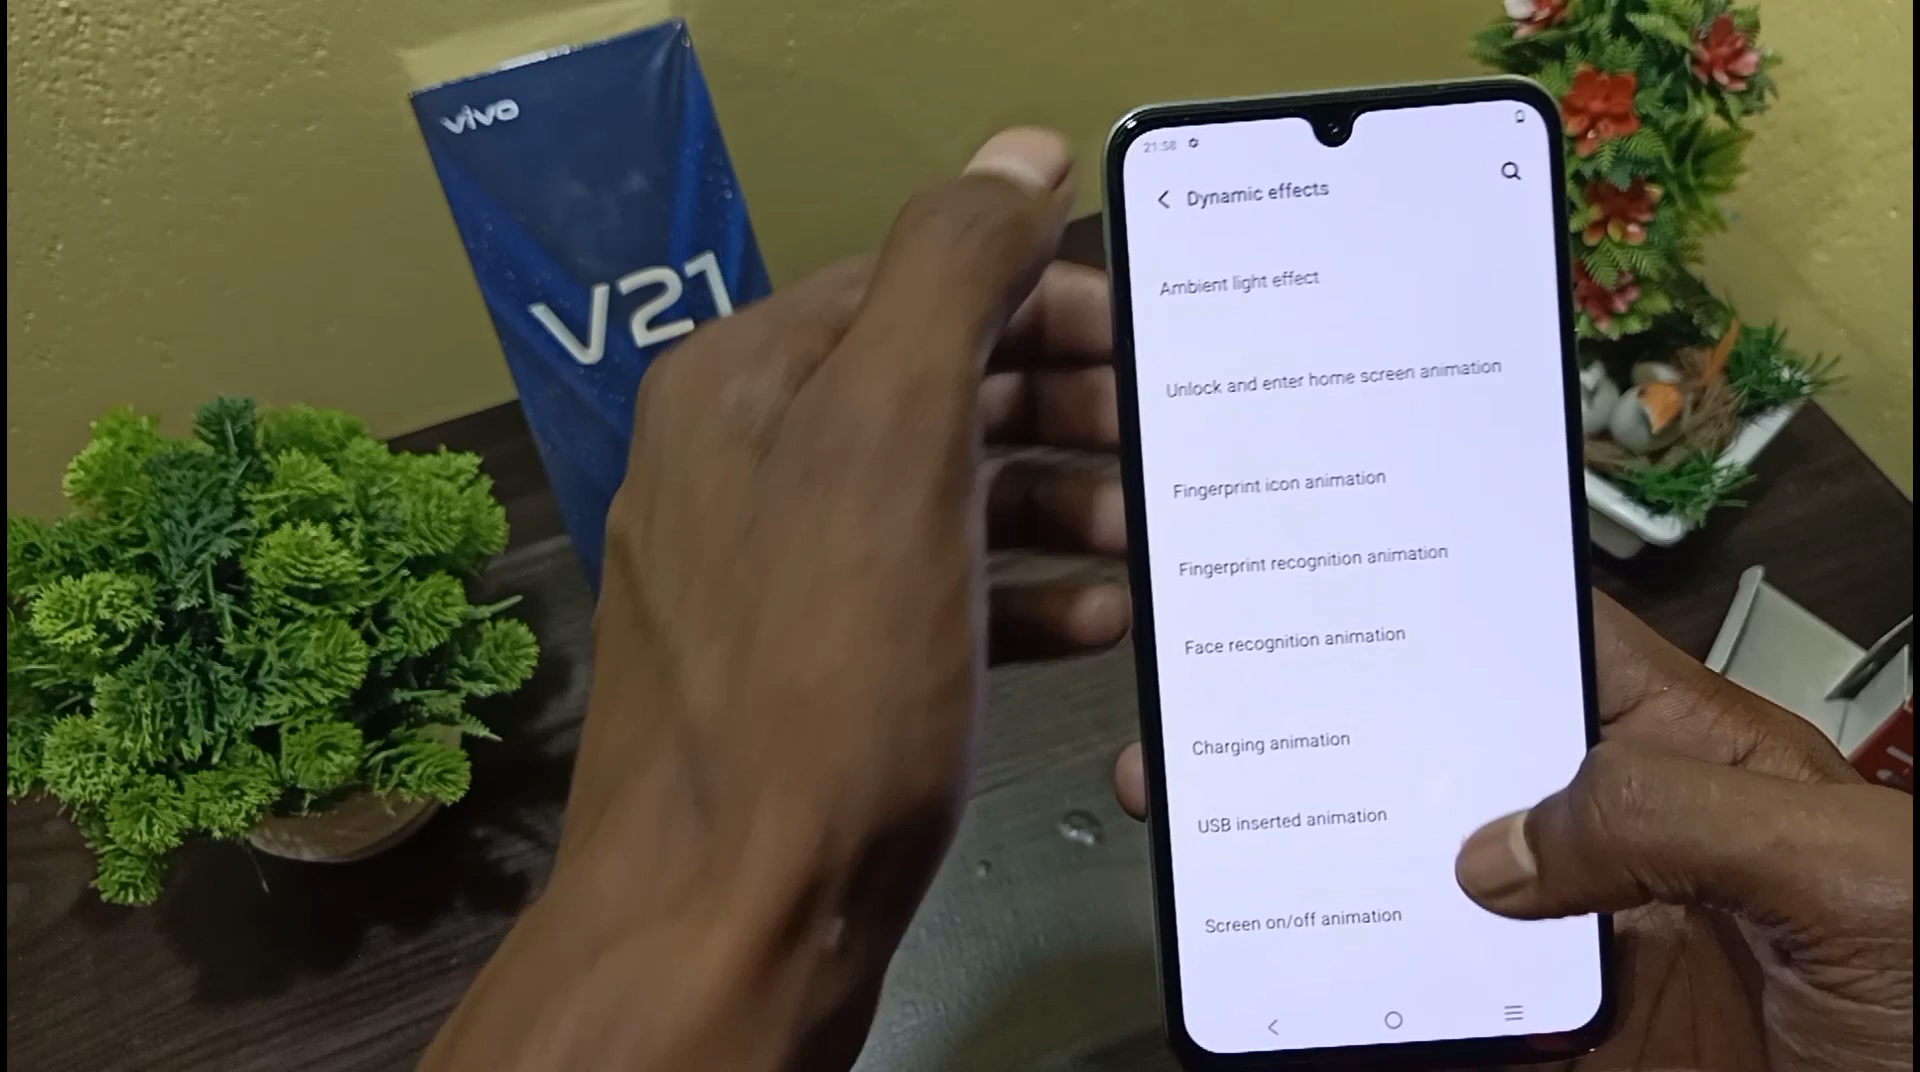 vivo
V21
21:58
Dynamic effects
Ambient light effect
Unlock and enter home screen animation
Fingerprint icon animation
Fingerprint recognition animation
Face recognition animation
Charging animation
USB inserted animation
Screen on/off animation